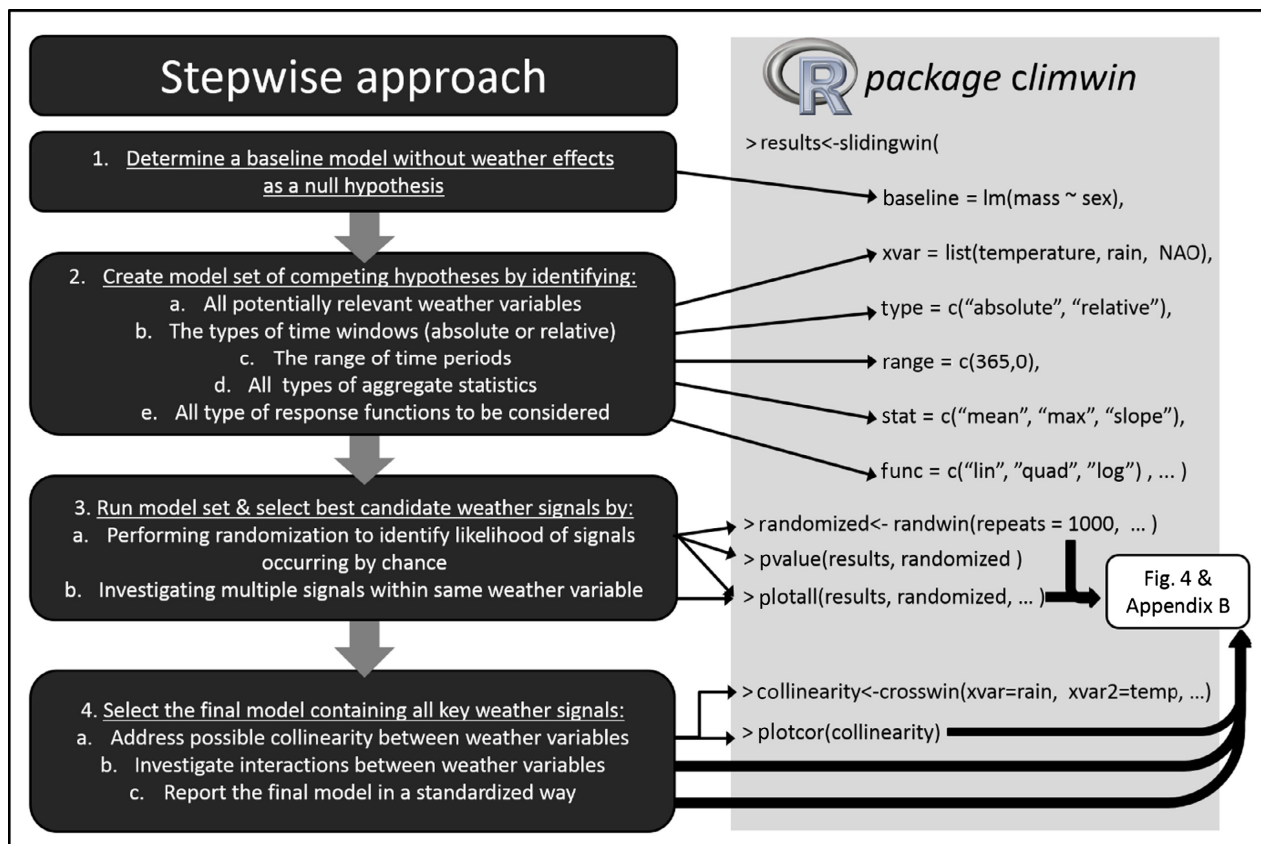 Stepwise approach
1. Determine a baseline model without weather effects
as a null hypothesis
2. Create model set of competing hypotheses by identifying:
a. All potentially relevant weather variables
b. The types of time windows (absolute or relative)
c. The range of time periods
d. All types of aggregate statistics
e. All type of response functions to be considered
3. Run model set & select best candidate weather signals by:
a. Performing randomization to identify likelihood of signals
occurring by chance
b. Investigating multiple signals within same weather variable
4. Select the final model containing all key weather signals:
a. Address possible collinearity between weather variables
b. Investigate interactions between weather variables
c. Report the final model in a standardized way
R package climwin
> results<-slidingwin(
baseline = lm(mass ~ sex),
xvar = list(temperature, rain, NAO),
type = c(“absolute”, “relative”),
range = c(365,0),
stat = c(“mean”, “max”, “slope”),
func = c(“lin”, ”quad”, ”log”) , ... )
> randomized<- randwin(repeats = 1000, ... )
> pvalue(results, randomized )
> plotall(results, randomized, ... )
Fig. 4 &
Appendix B
> collinearity<-crosswin(xvar=rain, xvar2=temp, ...)
> plotcor(collinearity)